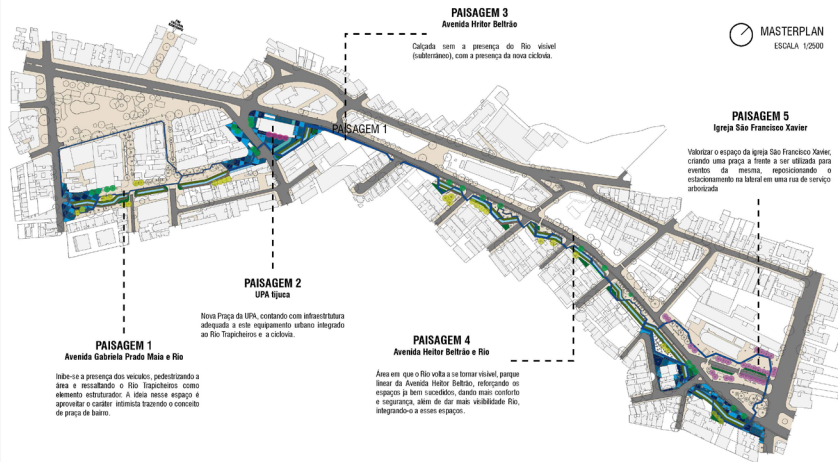 MASTERPLAN
ESCALA 1/2500
PAISAGEM 3
Avenida Hritor Beltrão
Calçada sem a presença do Rio visível
(subterrâneo), com a presença da nova ciclovia.
PAISAGEM 1
PAISAGEM 5
Igreja São Francisco Xavier
Valorizar o espaço da igreja São Francisco Xavier,
criando uma praça a frente a ser utilizada para
eventos da mesma, reposicionando o
estacionamento na lateral em uma rua de serviço
arborizada
PAISAGEM 2
UPA tijuca
Nova Praça da UPA, contando com infraestrtutura
adequada a este equipamento urbano integrado
ao Rio Trapicheiros e a ciclovia.
PAISAGEM 1
Avenida Gabriela Prado Maia e Rio
Inibe-se a presença dos veículos, pedestrizando a
área e ressaltando o Rio Trapicheiros como
elemento estruturador. A ideia nesse espaço é
aproveitar o caráter intimista trazendo o conceito
de praça de bairro.
PAISAGEM 4
Avenida Heitor Beltrão e Rio
Área em que o Rio volta a se tornar visível, parque
linear da Avenida Heitor Beltrão, reforçando os
espaços ja bem sucedidos, dando mais conforto
e segurança, além de dar mais visibilidade Rio,
integrando-o a esses espaços.